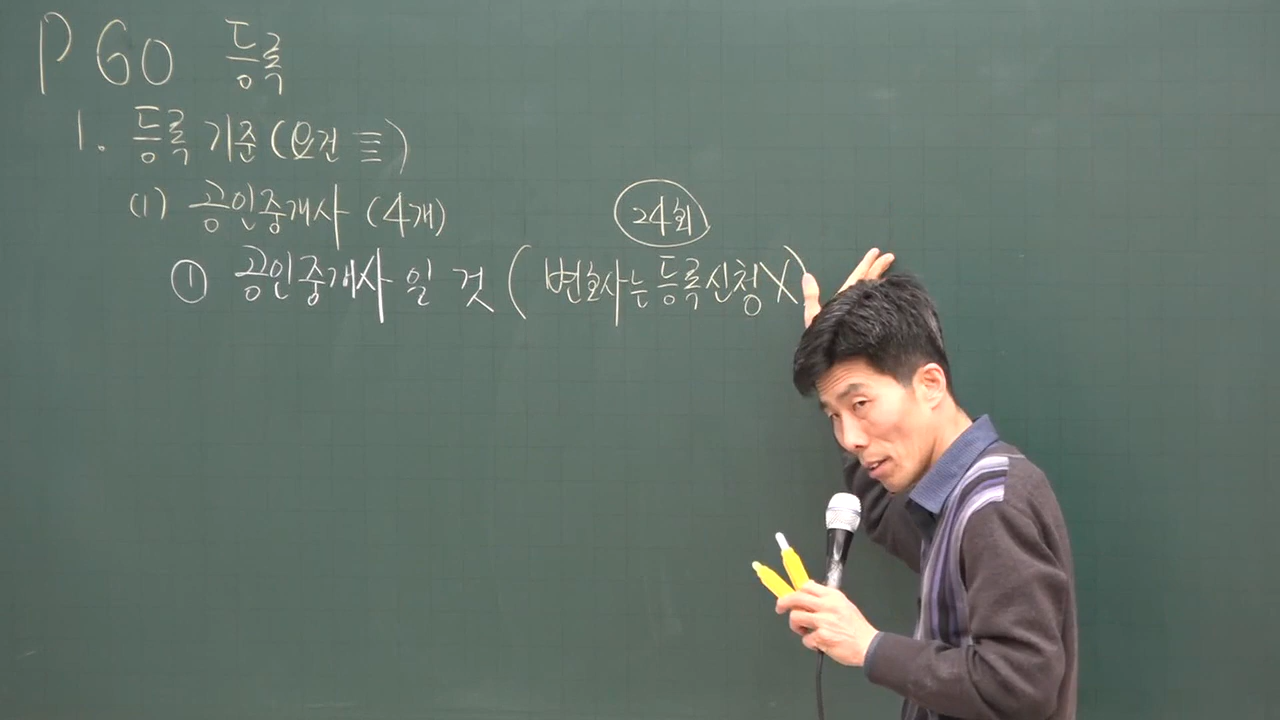 P 60 등록
1. 등록 기준 (요건 三)
(1) 공인중개사 (4개)
24회
① 공인중개사 일 것 (변호사는 등록신청X)